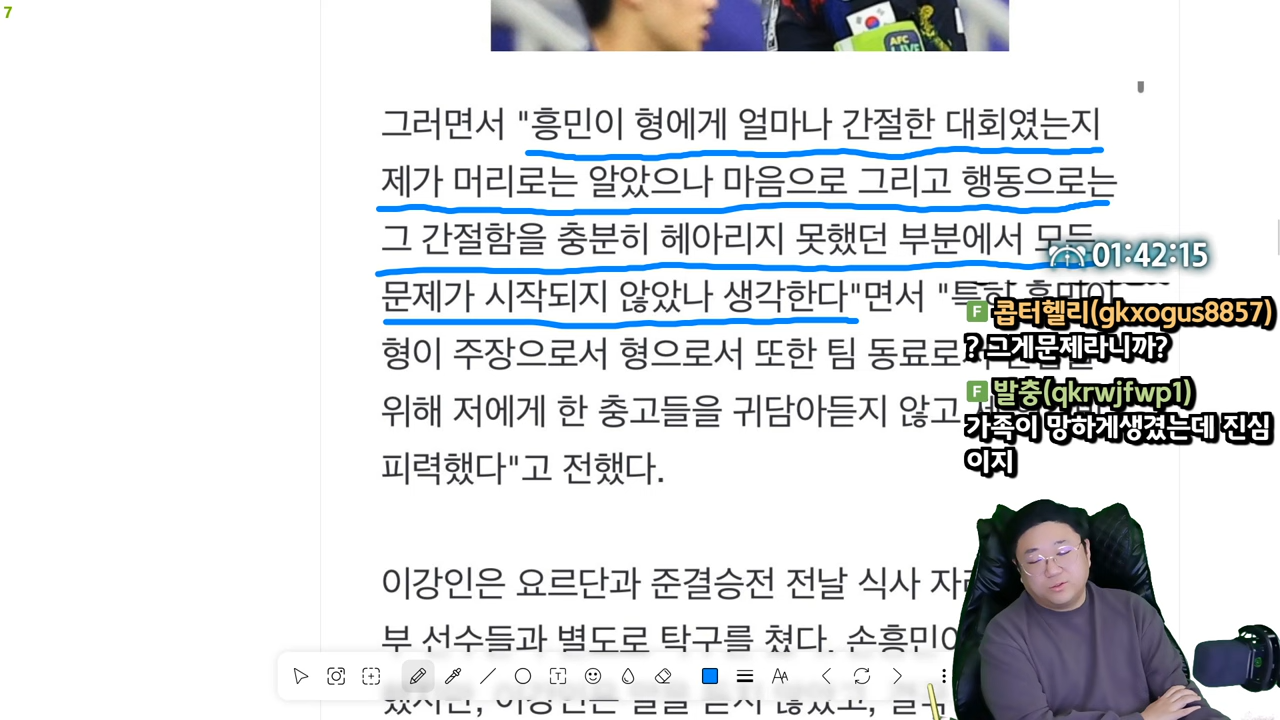 7
AFC
LIVE
그러면서 "흥민이 형에게 얼마나 간절한 대회였는지
제가 머리로는 알았으나 마음으로 그리고 행동으로는
그 간절함을 충분히 헤아리지 못했던 부분에서 모든
문제가 시작되지 않았나 생각한다"면서 "특히 흥민이
형이 주장으로서 형으로서 또한 팀 동료로서
위해 저에게 한 충고들을 귀담아듣지 않고
피력했다"고 전했다.
이강인은 요르단과 준결승전 전날 식사
부 선수들과 별도로 탁구를 쳤다. 손흥민이
01:42:15
F 콥터헬리(gkxogus8857)
? 그게문제라니까?
F 발충(qkrwjfwp1)
가족이 망하게생겼는데 진심
이지
T
AA